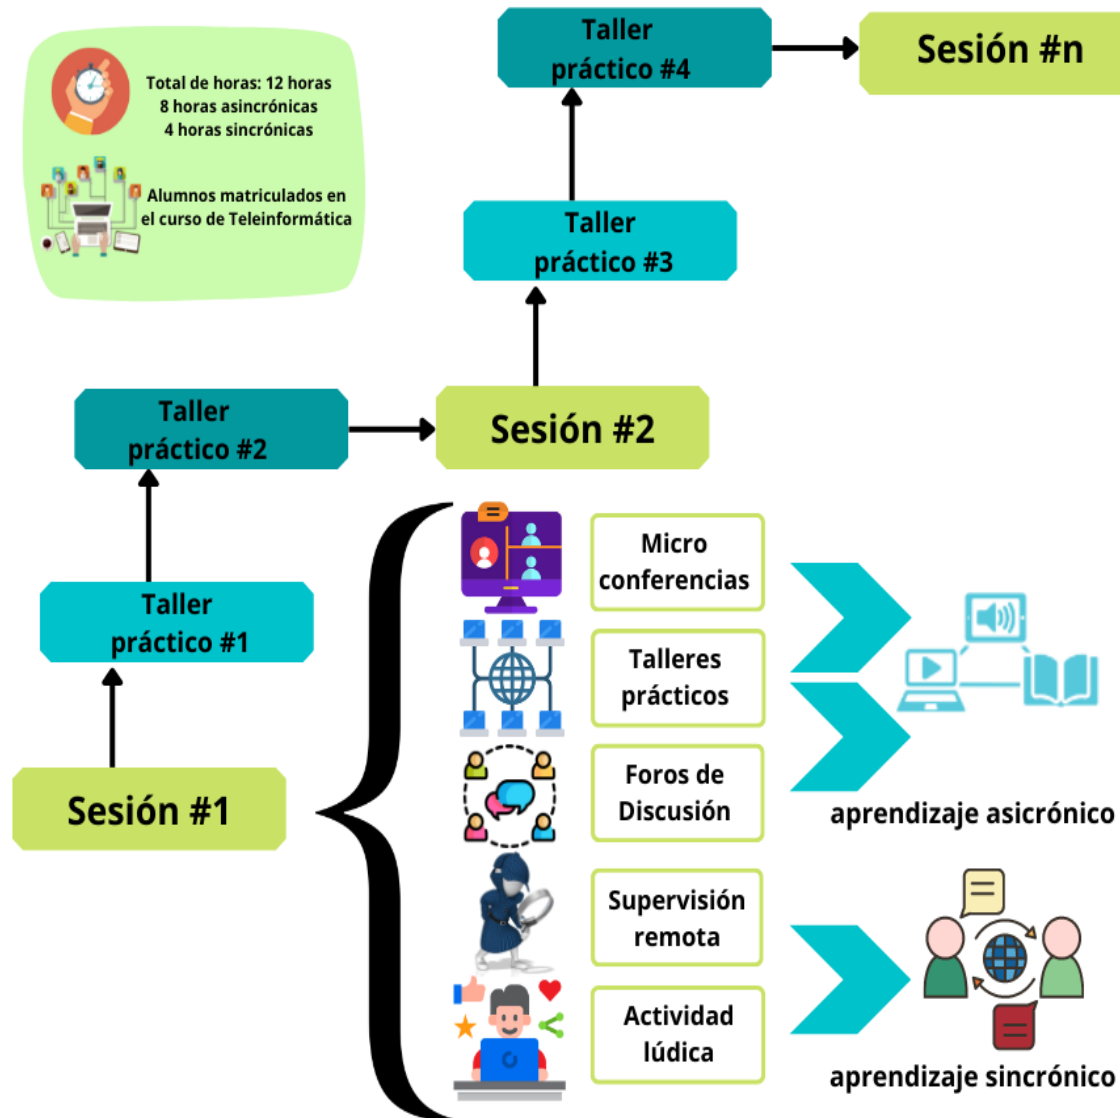 Total de horas: 12 horas
8 horas asincrónicas
4 horas sincrónicas
Alumnos matriculados en
el curso de Teleinformática
Taller
práctico #4
Sesión #n
Taller
práctico #3
Taller
práctico #2
Sesión #2
Taller
práctico #1
Sesión #1
Micro
conferencias
Talleres
prácticos
Foros de
Discusión
aprendizaje asicrónico
Supervisión
remota
Actividad
lúdica
aprendizaje sincrónico